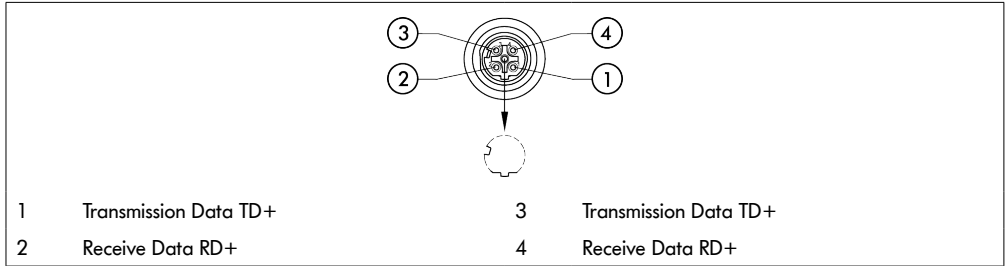 3 4
2 1
1 Transmission Data TD+ 3 Transmission Data TD+
2 Receive Data RD+ 4 Receive Data RD+